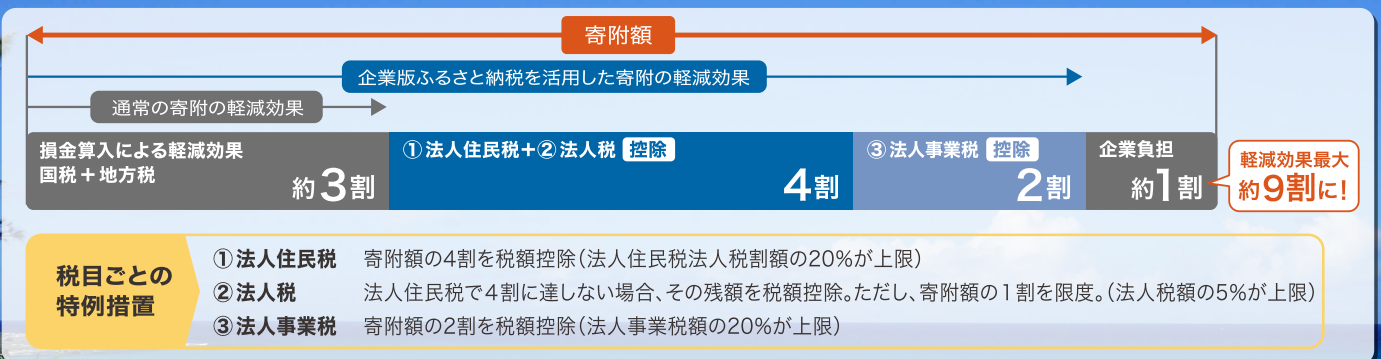 寄附額
企業版ふるさと納税を活用した寄附の軽減効果
通常の寄附の軽減効果
損金算入による軽減効果
国税+地方税
約3割
①法人住民税+②法人税 控除
4割
③法人事業税 控除
2割
企業負担
約1割
軽減効果最大
約9割に!
税目ごとの
特例措置
①法人住民税 寄附額の4割を税額控除(法人住民税法人税割額の20%が上限)
②法人税 法人住民税で4割に達しない場合、その残額を税額控除。ただし、寄附額の1割を限度。(法人税額の5%が上限)
③法人事業税 寄附額の2割を税額控除(法人事業税額の20%が上限)